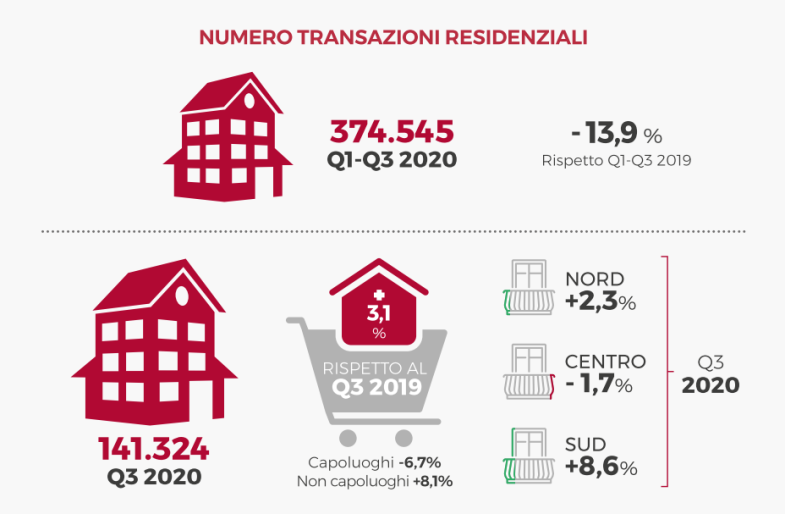 NUMERO TRANSAZIONI RESIDENZIALI
374.545
Q1-Q3 2020
- 13,9 %
Rispetto Q1-Q3 2019
141.324
Q3 2020
+
3,1
%
RISPETTO AL
Q3 2019
Capoluoghi -6,7%
Non capoluoghi +8,1%
NORD
+2,3%
CENTRO
- 1,7%
SUD
+8,6%
Q3
2020